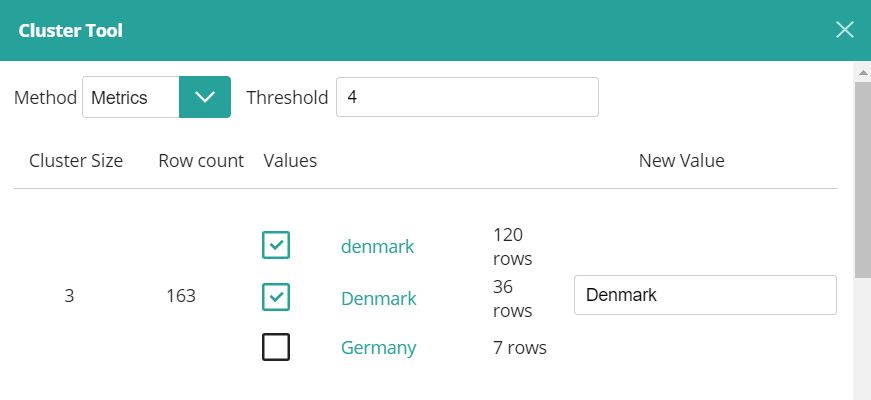 Cluster Tool
Method Metrics Threshold 4
Cluster Size Row count Values New Value
denmark 120 rows
3 163 Denmark 36 rows Denmark
Germany 7 rows